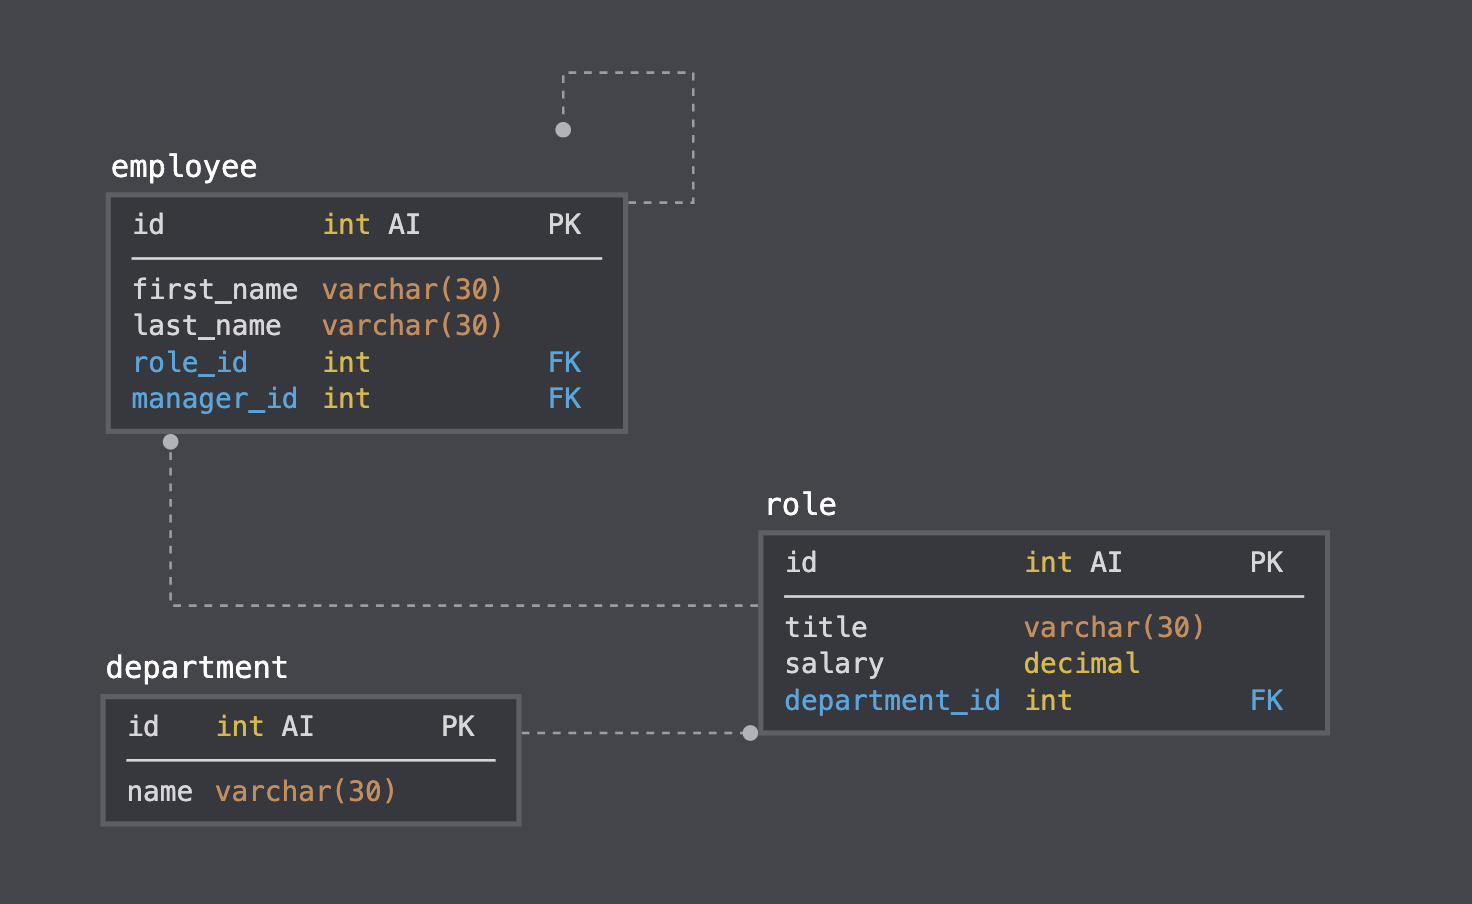 employee
id int AI PK
first_name varchar(30)
last_name varchar(30)
role_id int FK
manager_id int FK
role
id int AI PK
title varchar(30)
salary decimal
department_id int FK
department
id int AI PK
name varchar(30)